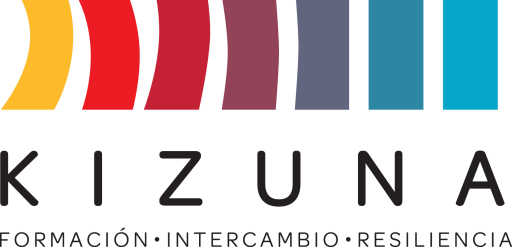 KIZUNA
FORMACIÓN • INTERCAMBIO • RESILIENCIA